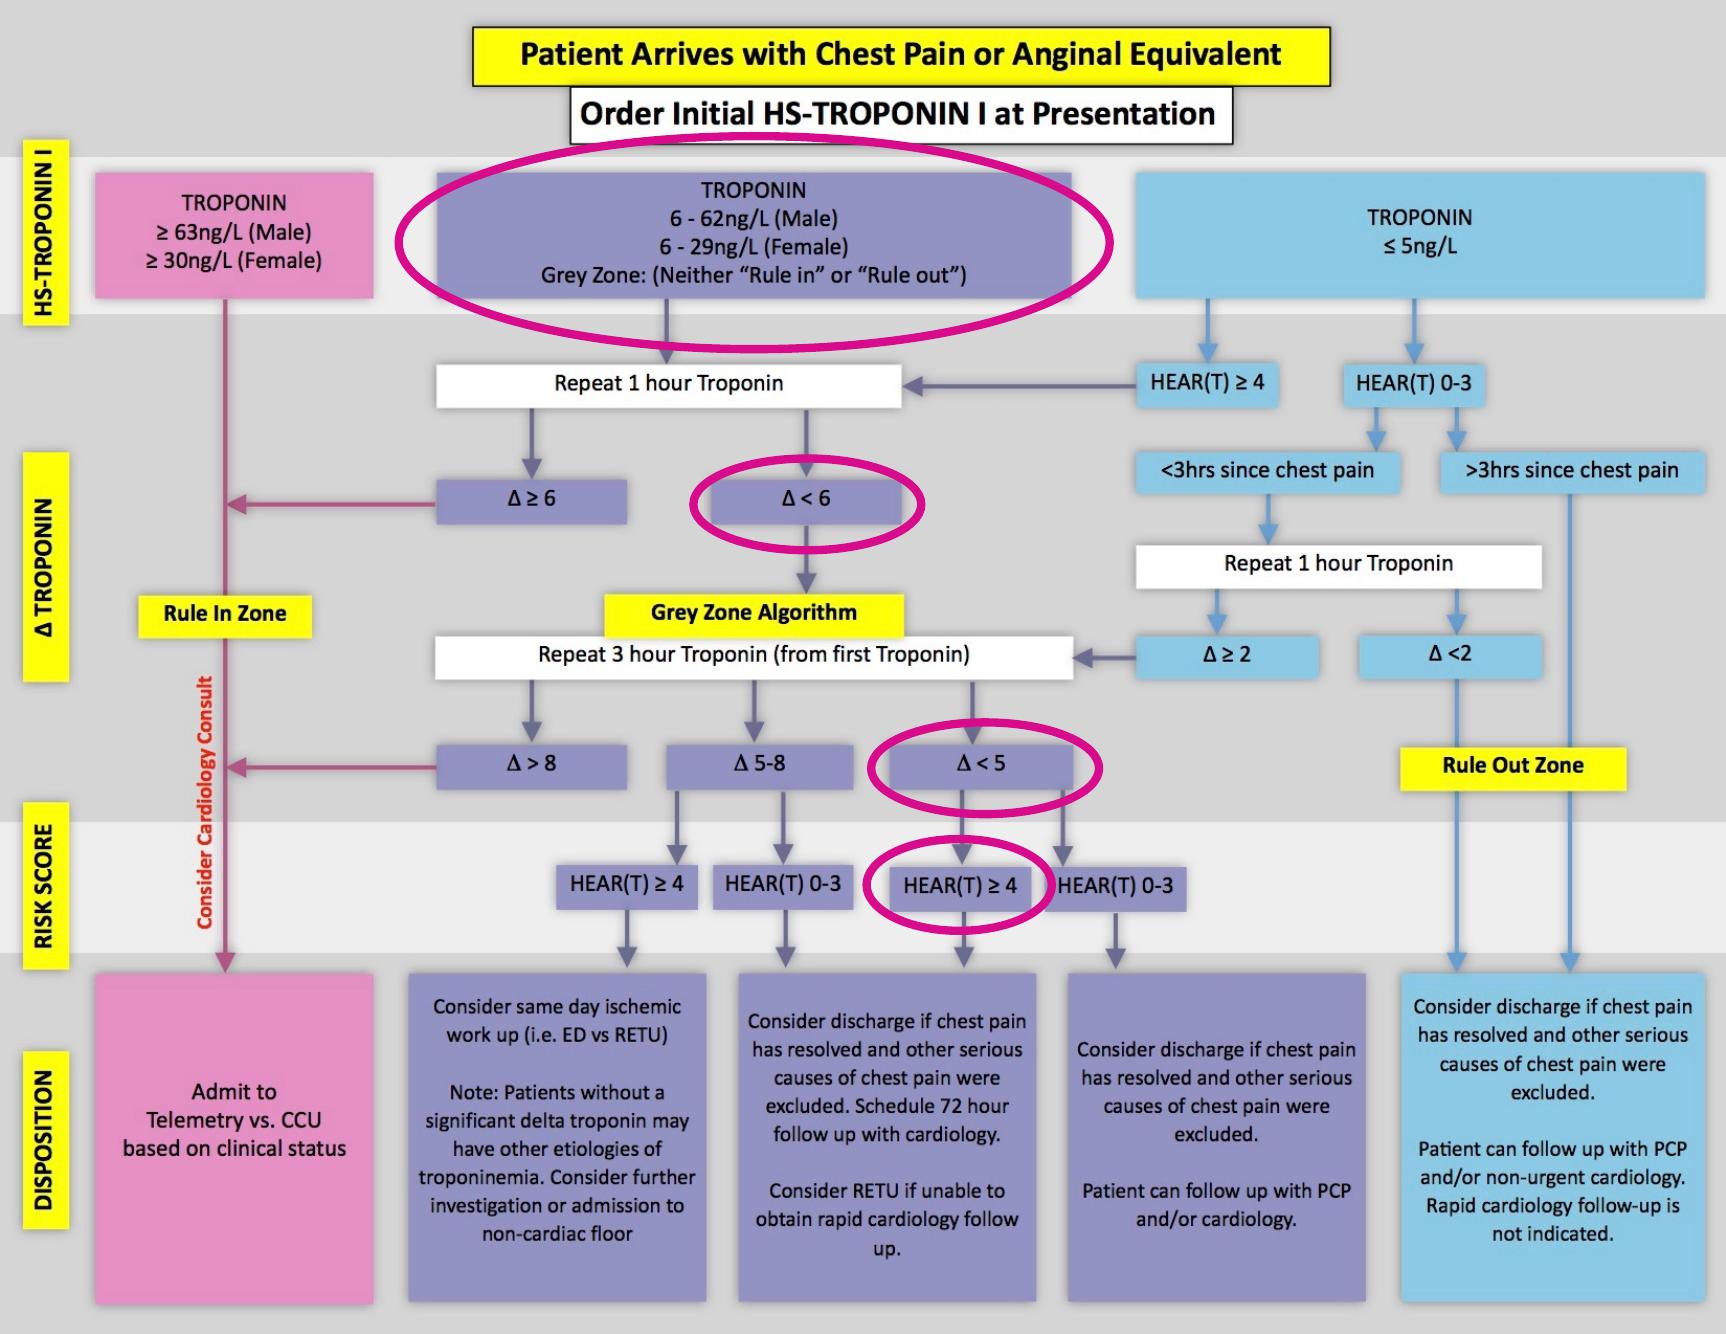 Patient Arrives with Chest Pain or Anginal Equivalent
Order Initial HS-TROPONIN I at Presentation
HS-TROPONIN I
TROPONIN
≥ 63ng/L (Male)
≥ 30ng/L (Female)
TROPONIN
6 - 62ng/L (Male)
6 - 29ng/L (Female)
Grey Zone: (Neither “Rule in” or “Rule out”)
TROPONIN
≤ 5ng/L
Repeat 1 hour Troponin
HEAR(T) ≥ 4
HEAR(T) 0-3
Δ TROPONIN
Δ ≥ 6
Δ < 6
<3hrs since chest pain
>3hrs since chest pain
Repeat 1 hour Troponin
Rule In Zone
Grey Zone Algorithm
Repeat 3 hour Troponin (from first Troponin)
Δ ≥ 2
Δ <2
Consider Cardiology Consult
Δ > 8
Δ 5-8
Δ < 5
Rule Out Zone
RISK SCORE
HEAR(T) ≥ 4
HEAR(T) 0-3
HEAR(T) ≥ 4
HEAR(T) 0-3
DISPOSITION
Admit to
Telemetry vs. CCU
based on clinical status
Consider same day ischemic
work up (i.e. ED vs RETU)
Note: Patients without a
significant delta troponin may
have other etiologies of
troponinemia. Consider further
investigation or admission to
non-cardiac floor
Consider discharge if chest pain
has resolved and other serious
causes of chest pain were
excluded. Schedule 72 hour
follow up with cardiology.
Consider RETU if unable to
obtain rapid cardiology follow
up.
Consider discharge if chest pain
has resolved and other serious
causes of chest pain were
excluded.
Patient can follow up with PCP
and/or cardiology.
Consider discharge if chest pain
has resolved and other serious
causes of chest pain were
excluded.
Patient can follow up with PCP
and/or non-urgent cardiology.
Rapid cardiology follow-up is
not indicated.